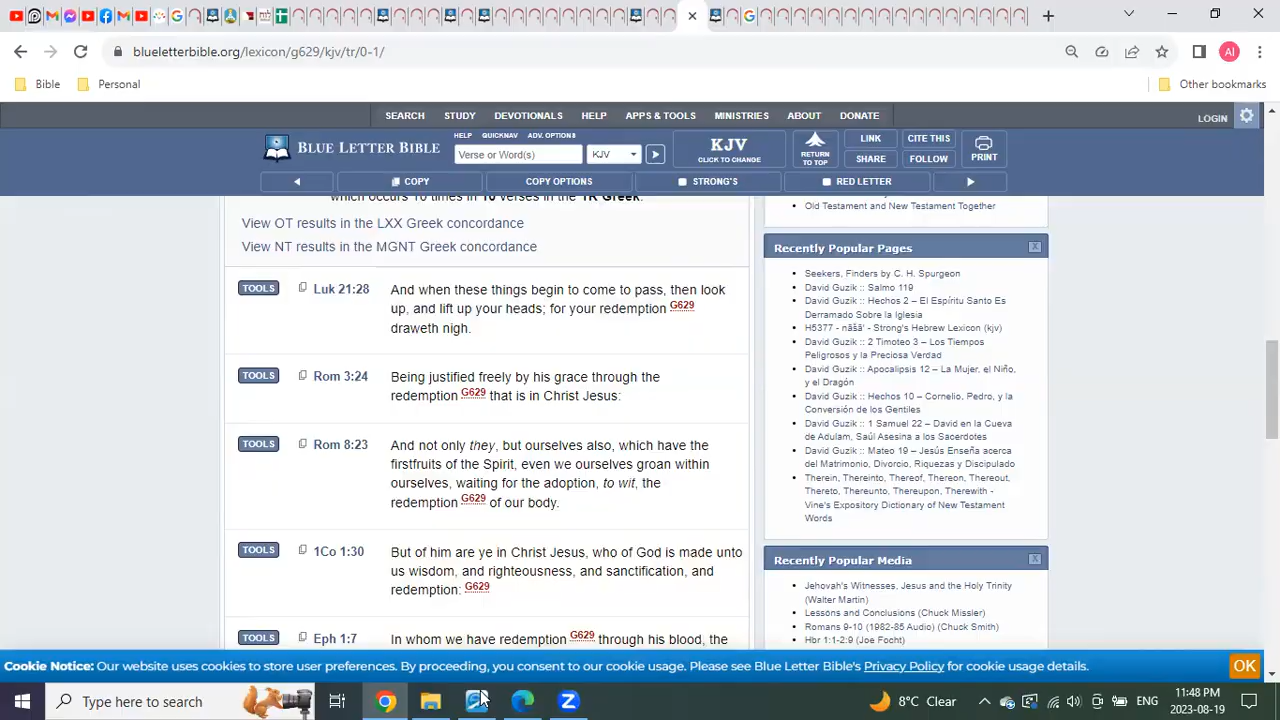 blueletterbible.org/lexicon/g629/kjv/tr/0-1/
AI
Bible
Personal
Other bookmarks
SEARCH
STUDY
DEVOTIONALS
HELP
APPS & TOOLS
MINISTRIES
ABOUT
DONATE
LOGIN
BLUE LETTER BIBLE
HELP
QUICKNAV
ADV. OPTIONS
Verse or Word(s)
KJV
KJV
CLICK TO CHANGE
RETURN
TO TOP
LINK
SHARE
CITE THIS
FOLLOW
PRINT
COPY
COPY OPTIONS
STRONG'S
RED LETTER
which occurs 10 times in 10 verses in the TR Greek.
View OT results in the LXX Greek concordance
View NT results in the MGNT Greek concordance
TOOLS
Luk 21:28
And when these things begin to come to pass, then look
up, and lift up your heads; for your redemption G629
draweth nigh.
TOOLS
Rom 3:24
Being justified freely by his grace through the
redemption G629 that is in Christ Jesus:
TOOLS
Rom 8:23
And not only they, but ourselves also, which have the
firstfruits of the Spirit, even we ourselves groan within
ourselves, waiting for the adoption, to wit, the
redemption G629 of our body.
TOOLS
1Co 1:30
But of him are ye in Christ Jesus, who of God is made unto
us wisdom, and righteousness, and sanctification, and
redemption: G629
TOOLS
Eph 1:7
In whom we have redemption G629 through his blood, the
Old Testament and New Testament Together
Recently Popular Pages
Seekers, Finders by C. H. Spurgeon
David Guzik :: Salmo 119
David Guzik :: Hechos 2 – El Espíritu Santo Es
Derramado Sobre la Iglesia
H5377 - nāšā' - Strong's Hebrew Lexicon (kjv)
David Guzik :: 2 Timoteo 3 – Los Tiempos
Peligrosos y la Preciosa Verdad
David Guzik :: Apocalipsis 12 – La Mujer, el Niño,
y el Dragón
David Guzik :: Hechos 10 – Cornelio, Pedro, y la
Conversión de los Gentiles
David Guzik :: 1 Samuel 22 – David en la Cueva
de Adulam, Saúl Asesina a los Sacerdotes
David Guzik :: Mateo 19 – Jesús Enseña acerca
del Matrimonio, Divorcio, Riquezas y Discipulado
Therein, Thereinto, Thereof, Thereon, Thereout,
Thereto, Thereunto, Thereupon, Therewith -
Vine's Expository Dictionary of New Testament
Words
Recently Popular Media
Jehovah's Witnesses, Jesus and the Holy Trinity
(Walter Martin)
Lessons and Conclusions (Chuck Missler)
Romans 9-10 (1982-85 Audio) (Chuck Smith)
Hbr 1:1-2:9 (Joe Focht)
Cookie Notice: Our website uses cookies to store user preferences. By proceeding, you consent to our cookie usage. Please see Blue Letter Bible's Privacy Policy for cookie usage details.
OK
Type here to search
8°C Clear
ENG
11:48 PM
2023-08-19